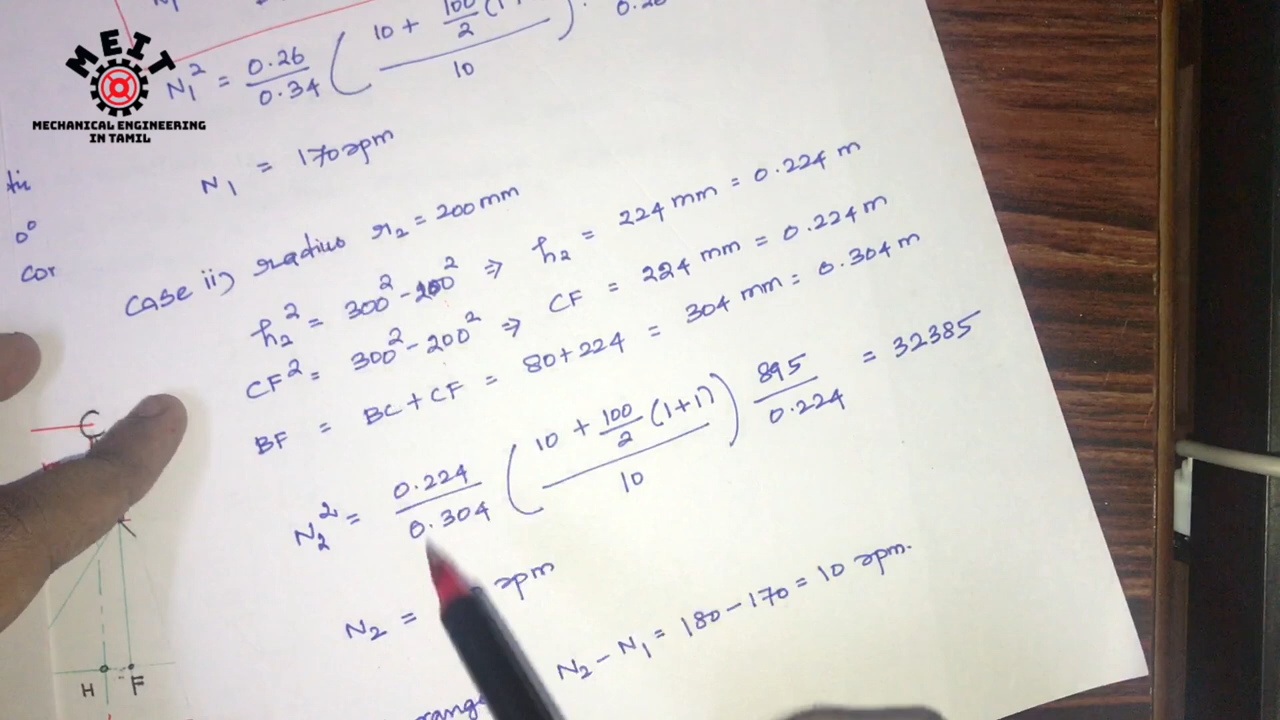 MEIT
MECHANICAL ENGINEERING
IN TAMIL
N₁² = 0.26/0.34 ( (10 + 100/2 (1+ / 10 )
N₁ = 170 rpm
case ii) radius r₂ = 200 mm
h₂² = 300² - 200² ⇒ h₂ = 224 mm = 0.224 m
CF² = 300² - 200² ⇒ CF = 224 mm = 0.224 m
BF = BC + CF = 80 + 224 = 304 mm = 0.304 m
N₂² = 0.224/0.304 ( (10 + 100/2 (1+1)) / 10 ) 895/0.224 = 32385
N₂ = rpm
range N₂ - N₁ = 180 - 170 = 10 rpm.
0°
cor
C
H F